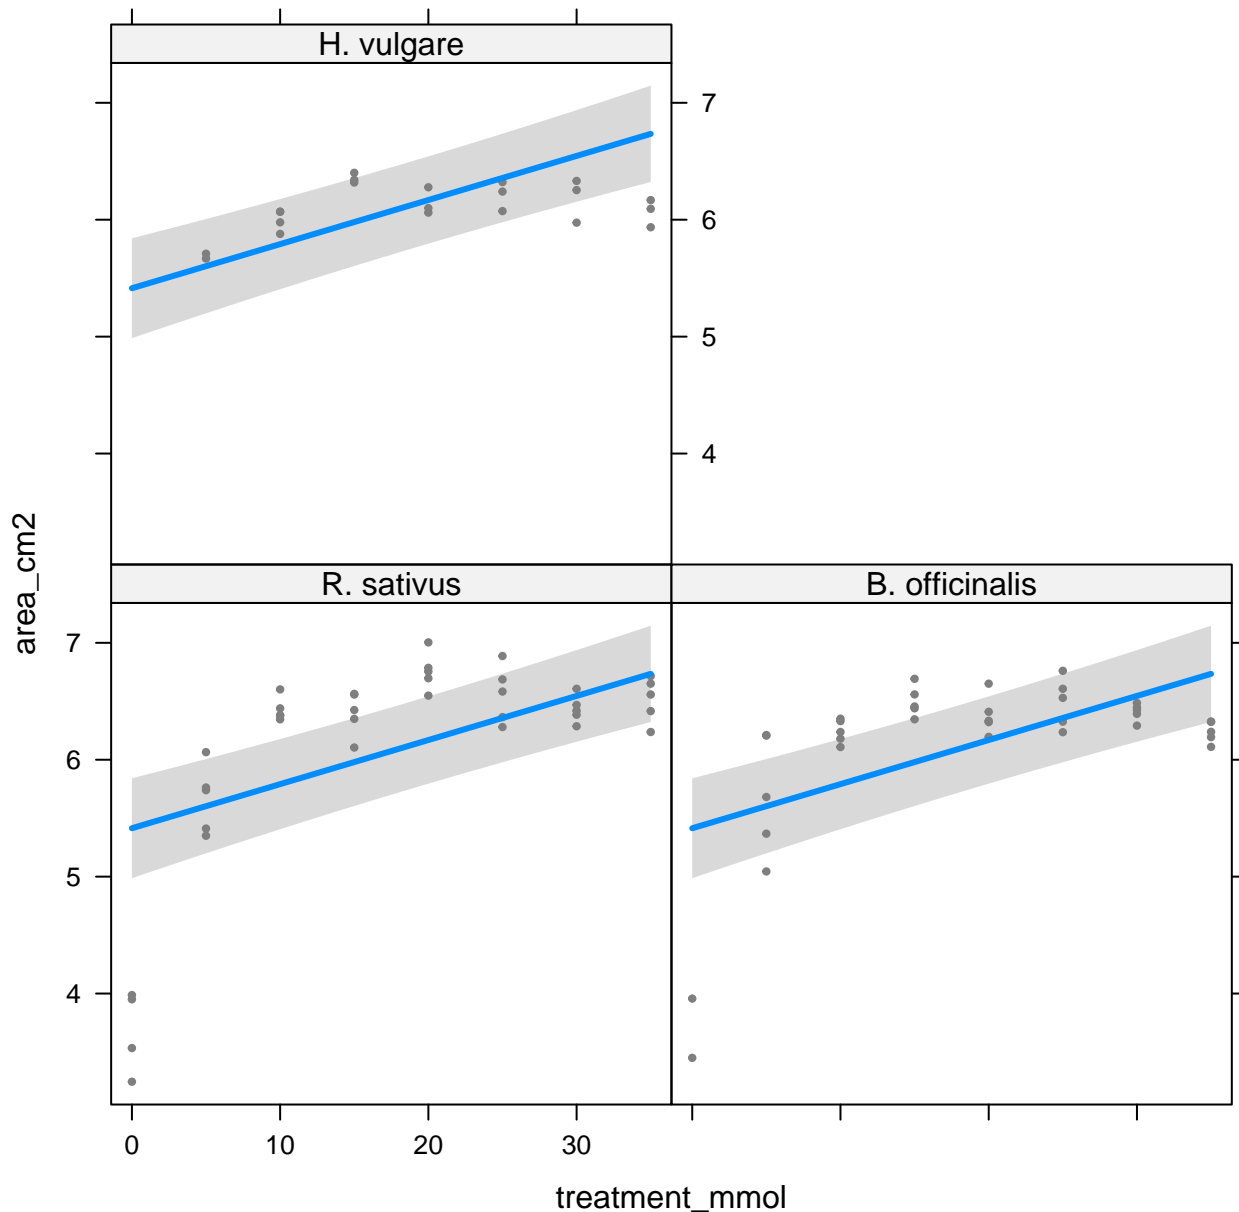 H. vulgare
7
6
5
4
area_cm2
R. sativus
B. officinalis
7
6
5
4
0 10 20 30
treatment_mmol